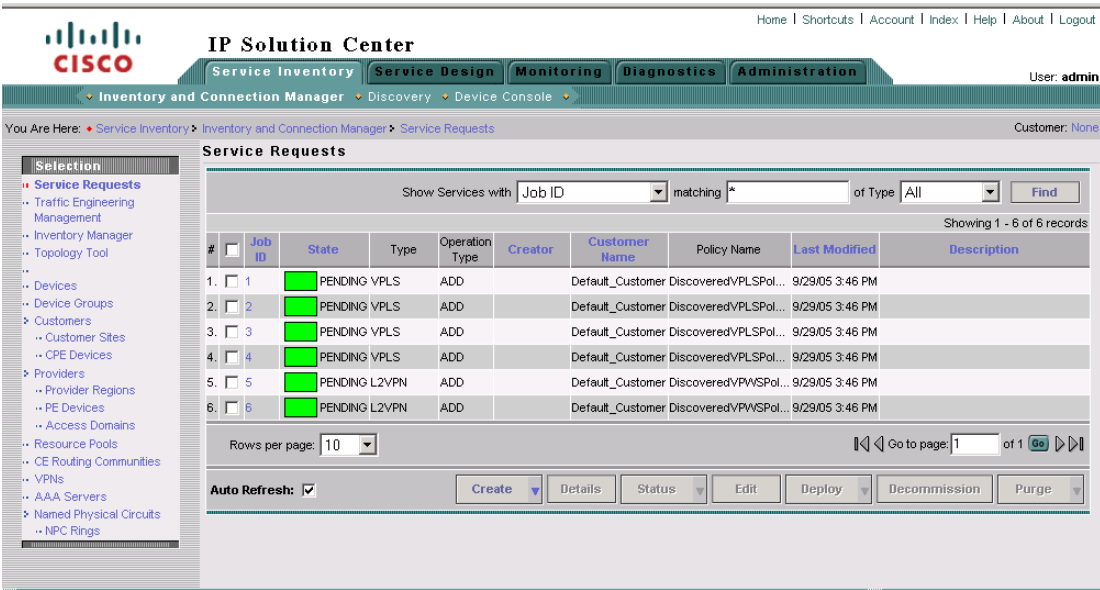 Home | Shortcuts | Account | Index | Help | About | Logout
CISCO
IP Solution Center
Service Inventory Service Design Monitoring Diagnostics Administration
User: admin
Inventory and Connection Manager Discovery Device Console
You Are Here: Service Inventory Inventory and Connection Manager Service Requests
Customer: None
Selection
Service Requests
Traffic Engineering
Management
Inventory Manager
Topology Tool
Devices
Device Groups
Customers
Customer Sites
CPE Devices
Providers
Provider Regions
PE Devices
Access Domains
Resource Pools
CE Routing Communities
VPNs
AAA Servers
Named Physical Circuits
NPC Rings
Service Requests
Show Services with Job ID matching * of Type All Find
Showing 1 - 6 of 6 records
# Job ID State Type Operation Type Creator Customer Name Policy Name Last Modified Description
1. 1 PENDING VPLS ADD Default_Customer DiscoveredVPLSPol... 9/29/05 3:46 PM
2. 2 PENDING VPLS ADD Default_Customer DiscoveredVPLSPol... 9/29/05 3:46 PM
3. 3 PENDING VPLS ADD Default_Customer DiscoveredVPLSPol... 9/29/05 3:46 PM
4. 4 PENDING VPLS ADD Default_Customer DiscoveredVPLSPol... 9/29/05 3:46 PM
5. 5 PENDING L2VPN ADD Default_Customer DiscoveredVPWSPol... 9/29/05 3:46 PM
6. 6 PENDING L2VPN ADD Default_Customer DiscoveredVPWSPol... 9/29/05 3:46 PM
Rows per page: 10
Go to page: 1 of 1 Go
Auto Refresh:
Create Details Status Edit Deploy Decommission Purge